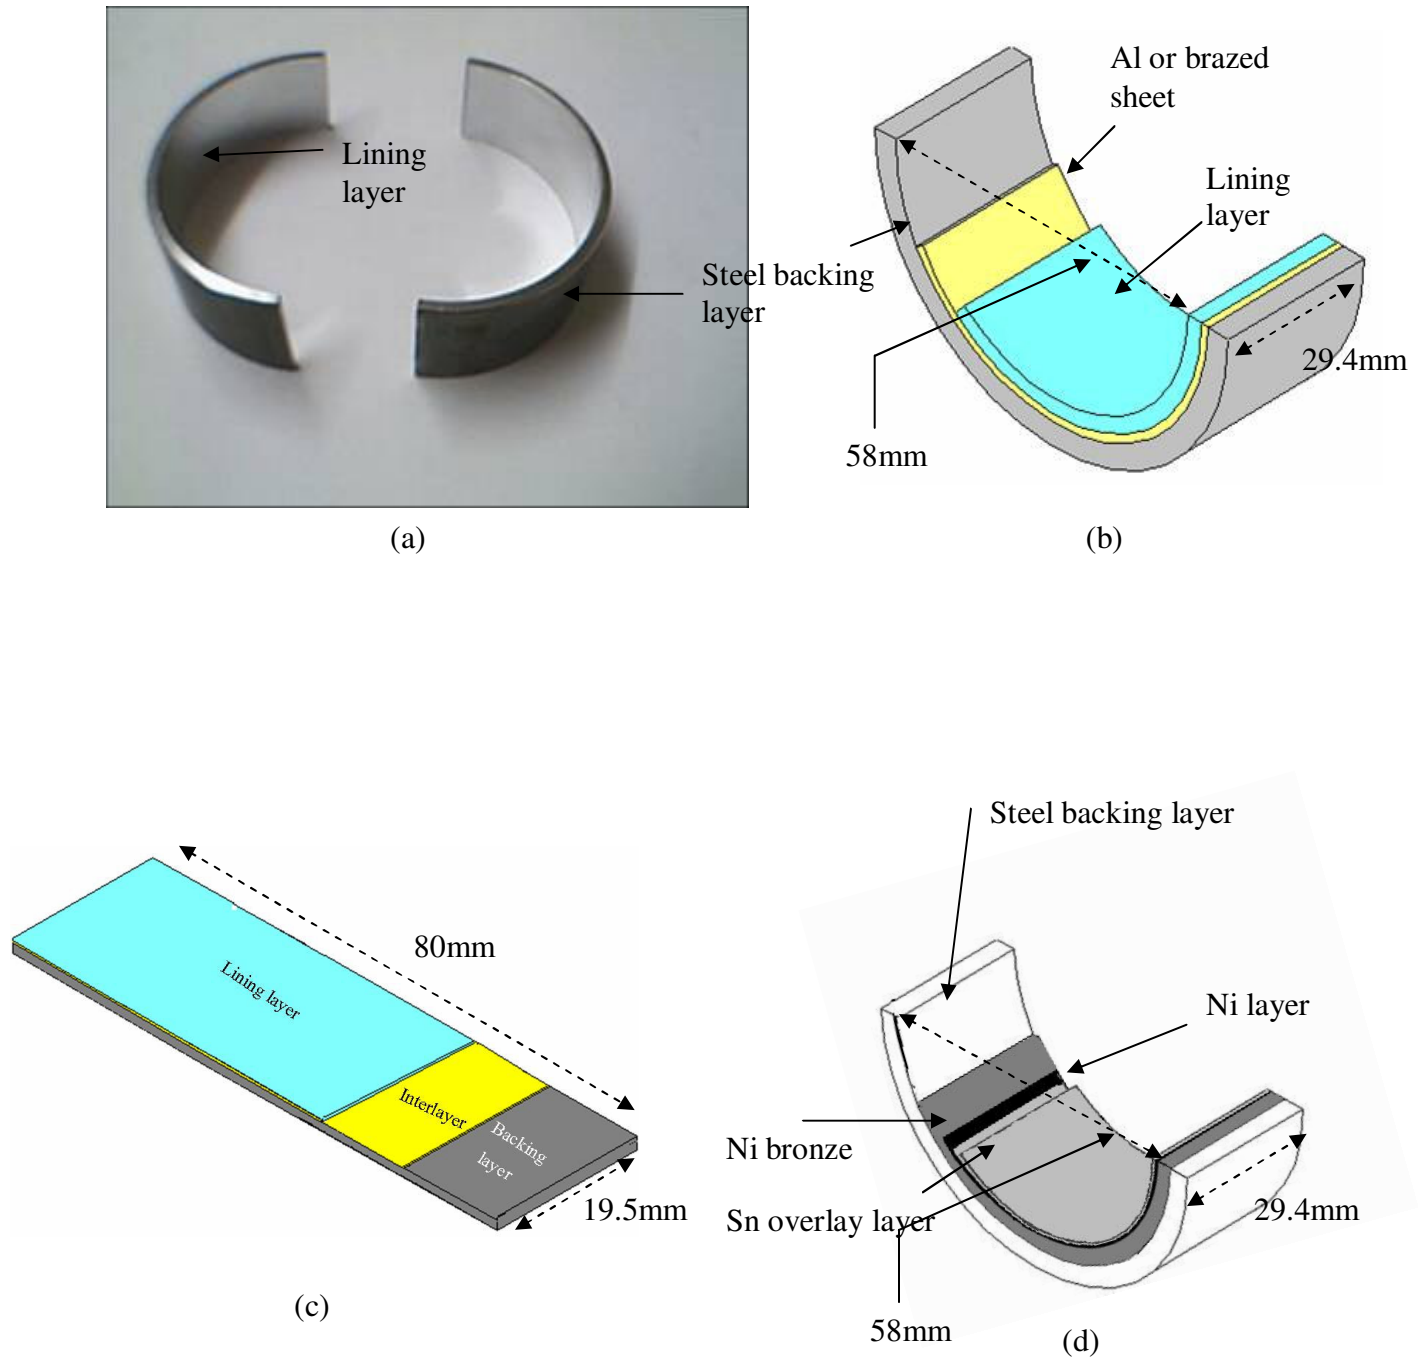 Lining
layer
Steel backing
layer
(a)
Al or brazed
sheet
Lining
layer
29.4mm
58mm
(b)
80mm
Lining layer
Interlayer
Backing
layer
19.5mm
(c)
Steel backing layer
Ni layer
Ni bronze
Sn overlay layer
29.4mm
58mm
(d)